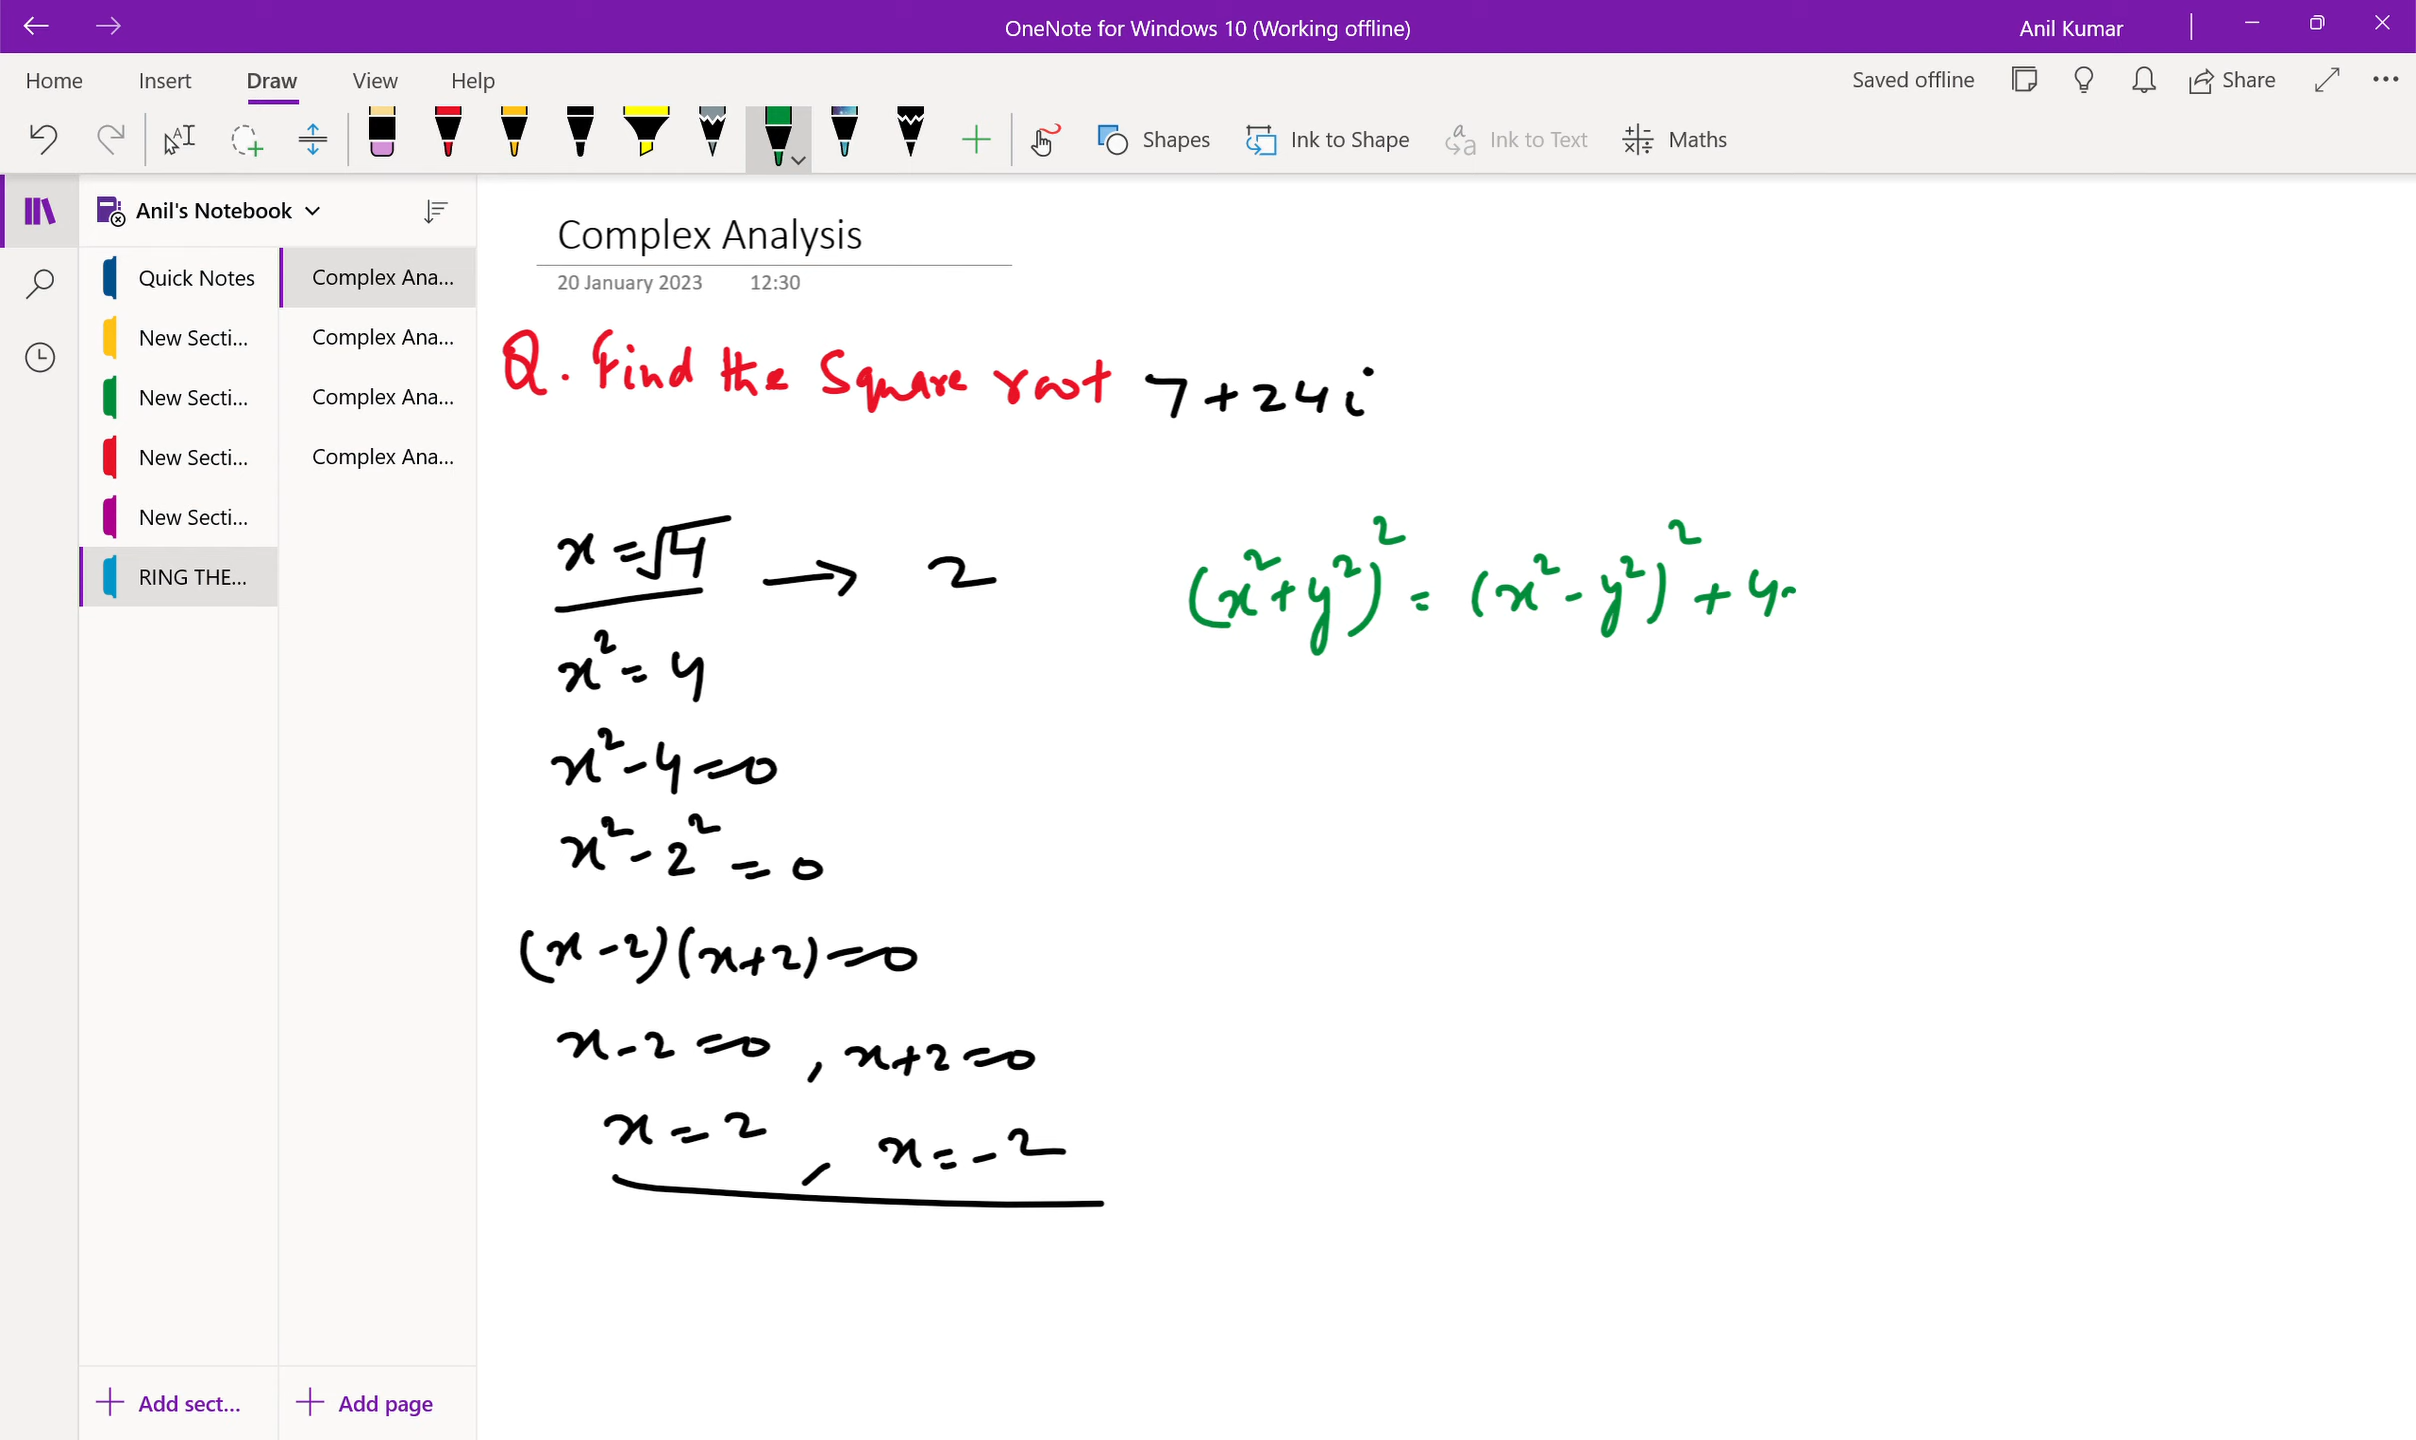 OneNote for Windows 10 (Working offline)
Anil Kumar
Home Insert Draw View Help
Saved offline Share
Shapes Ink to Shape Ink to Text Maths
Anil's Notebook
Quick Notes
New Secti...
New Secti...
New Secti...
New Secti...
RING THE...
Complex Ana...
Complex Ana...
Complex Ana...
Complex Ana...
Add sect...
Add page
Complex Analysis
20 January 2023 12:30
Q. Find the Square root 7+24i
x = √4 → 2
x² = 4
x² - 4 = 0
x² - 2² = 0
(x - 2)(x + 2) = 0
x - 2 = 0 , x + 2 = 0
x = 2 , x = - 2
(x² + y²)² = (x² - y²)² + 4